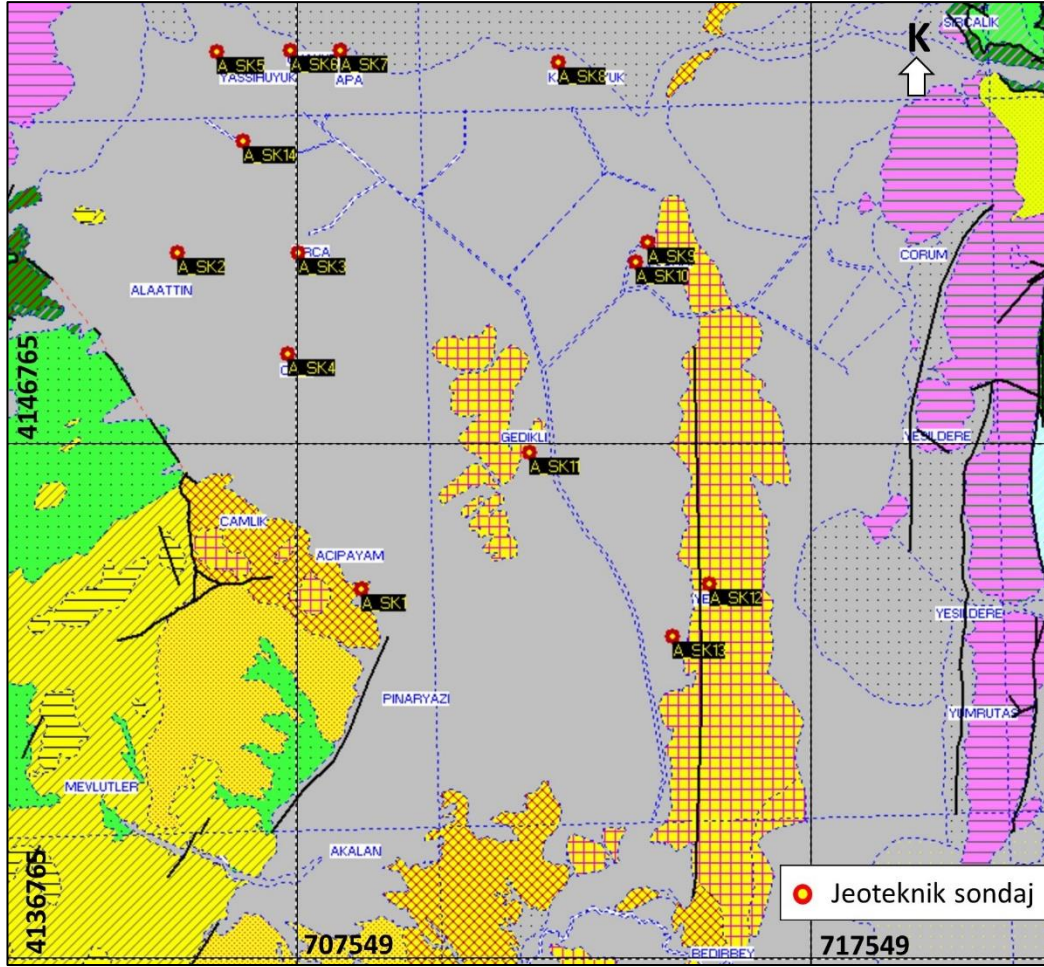 SIRCALIK
K
A_SK5
A_SK6
A_SK7
YASSIHUYUK
APA
A_SK8
A_SK14
A_SK2
A_SK3
ALAATTIN
A_SK9
A_SK10
CORUM
A_SK4
4146765
GEDIKLI
YESILDERE
A_SK11
CAMLIK
ACIPAYAM
A_SK1
A_SK12
YESILDERE
A_SK13
PINARYAZI
YUMRUTAS
MEVLUTLER
AKALAN
4136765
Jeoteknik sondaj
707549
717549
BEDIRBEY